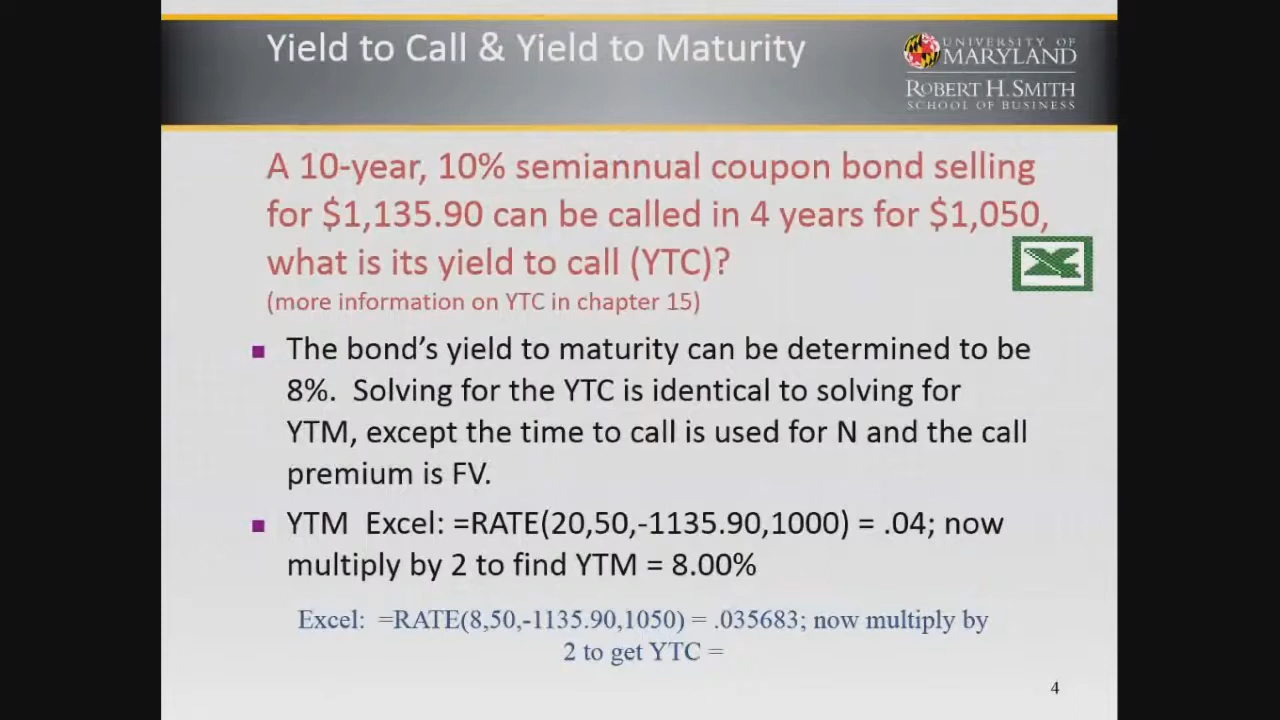 Yield to Call & Yield to Maturity
UNIVERSITY OF
MARYLAND
ROBERT H. SMITH
SCHOOL OF BUSINESS
A 10-year, 10% semiannual coupon bond selling
for $1,135.90 can be called in 4 years for $1,050,
what is its yield to call (YTC)?
(more information on YTC in chapter 15)
The bond’s yield to maturity can be determined to be
8%. Solving for the YTC is identical to solving for
YTM, except the time to call is used for N and the call
premium is FV.
YTM Excel: =RATE(20,50,-1135.90,1000) = .04; now
multiply by 2 to find YTM = 8.00%
Excel: =RATE(8,50,-1135.90,1050) = .035683; now multiply by
2 to get YTC =
4